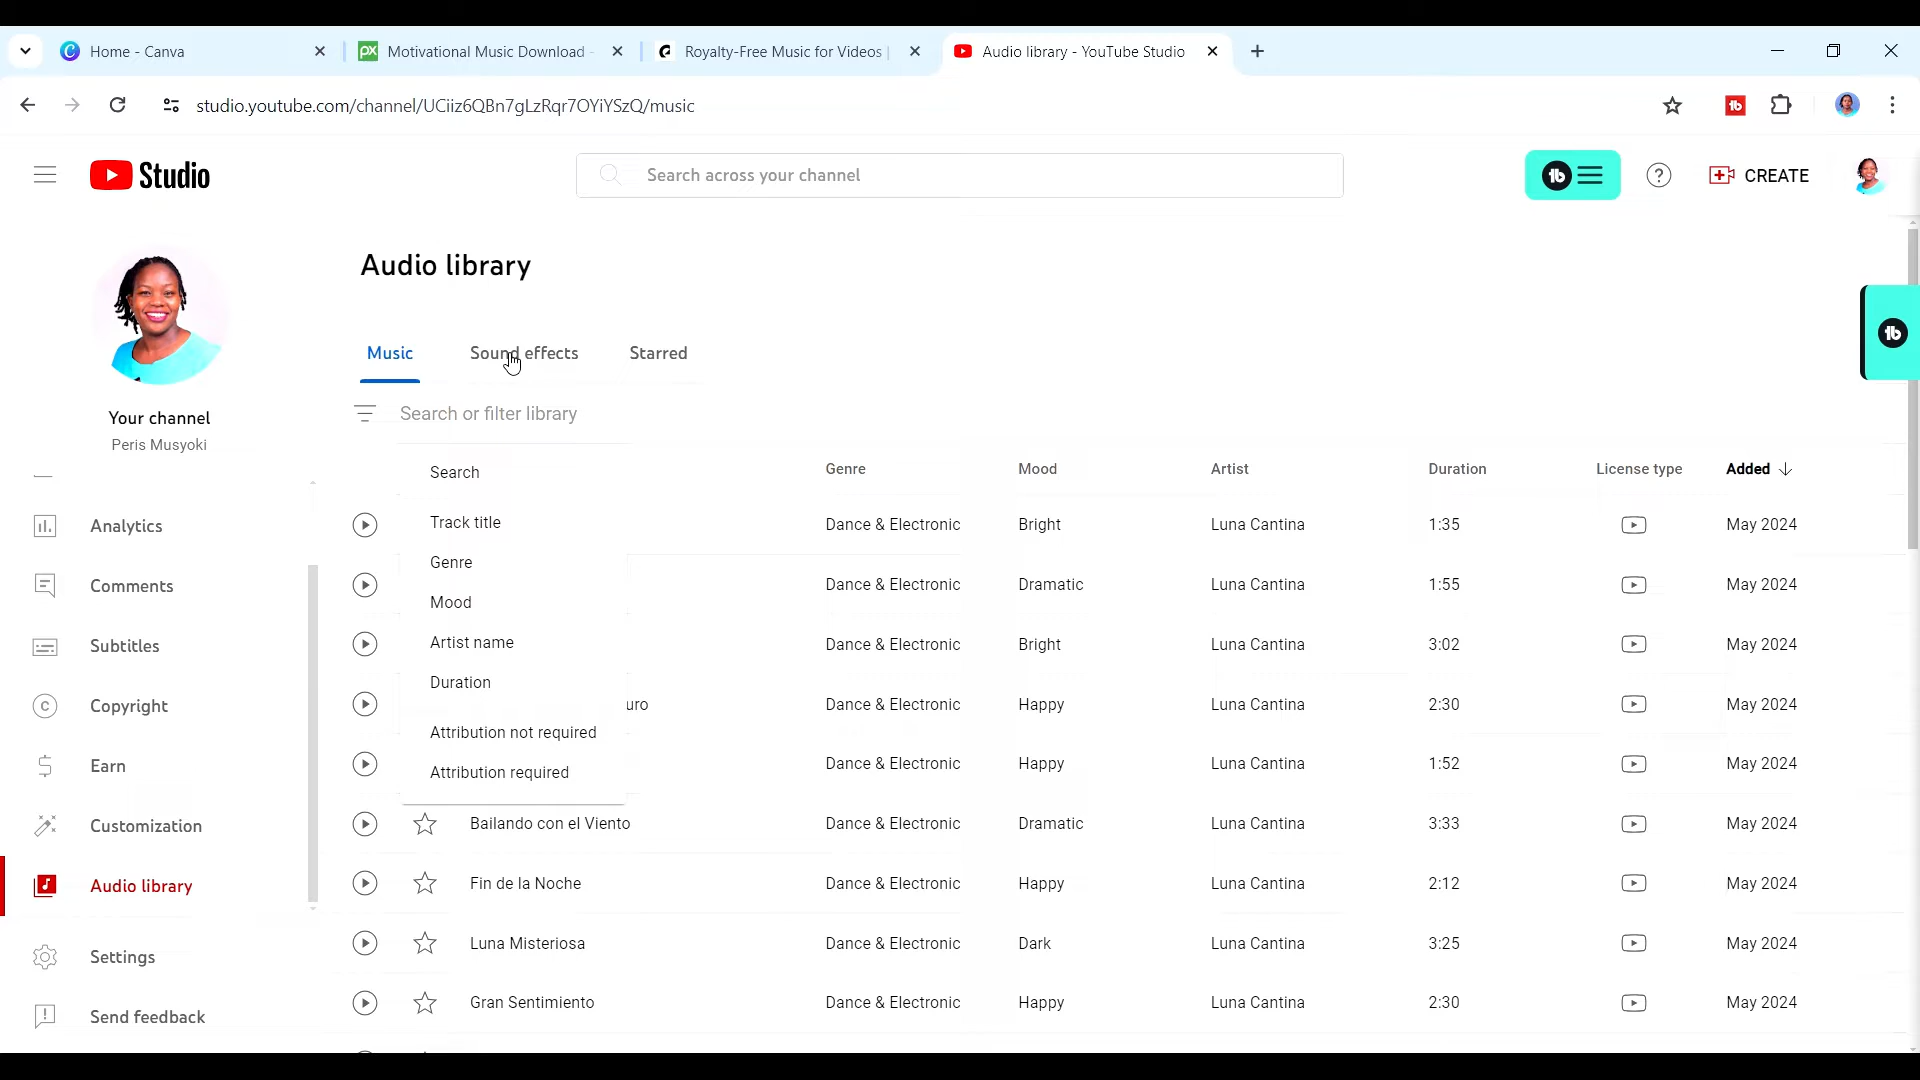 Home - Canva
Motivational Music Download -
Royalty-Free Music for Videos |
Audio library - YouTube Studio
studio.youtube.com/channel/UCiiz6QBn7gLzRqr7OYiYSzQ/music
Studio
Search across your channel
CREATE
Your channel
Peris Musyoki
Analytics
Comments
Subtitles
Copyright
Earn
Customization
Audio library
Settings
Send feedback
Audio library
Music Sound effects Starred
Search or filter library
Search
Track title
Genre
Mood
Artist name
Duration
Attribution not required
Attribution required
Genre Mood Artist Duration License type Added
Dance & Electronic Bright Luna Cantina 1:35 May 2024
Dance & Electronic Dramatic Luna Cantina 1:55 May 2024
Dance & Electronic Bright Luna Cantina 3:02 May 2024
uro Dance & Electronic Happy Luna Cantina 2:30 May 2024
Dance & Electronic Happy Luna Cantina 1:52 May 2024
Bailando con el Viento Dance & Electronic Dramatic Luna Cantina 3:33 May 2024
Fin de la Noche Dance & Electronic Happy Luna Cantina 2:12 May 2024
Luna Misteriosa Dance & Electronic Dark Luna Cantina 3:25 May 2024
Gran Sentimiento Dance & Electronic Happy Luna Cantina 2:30 May 2024